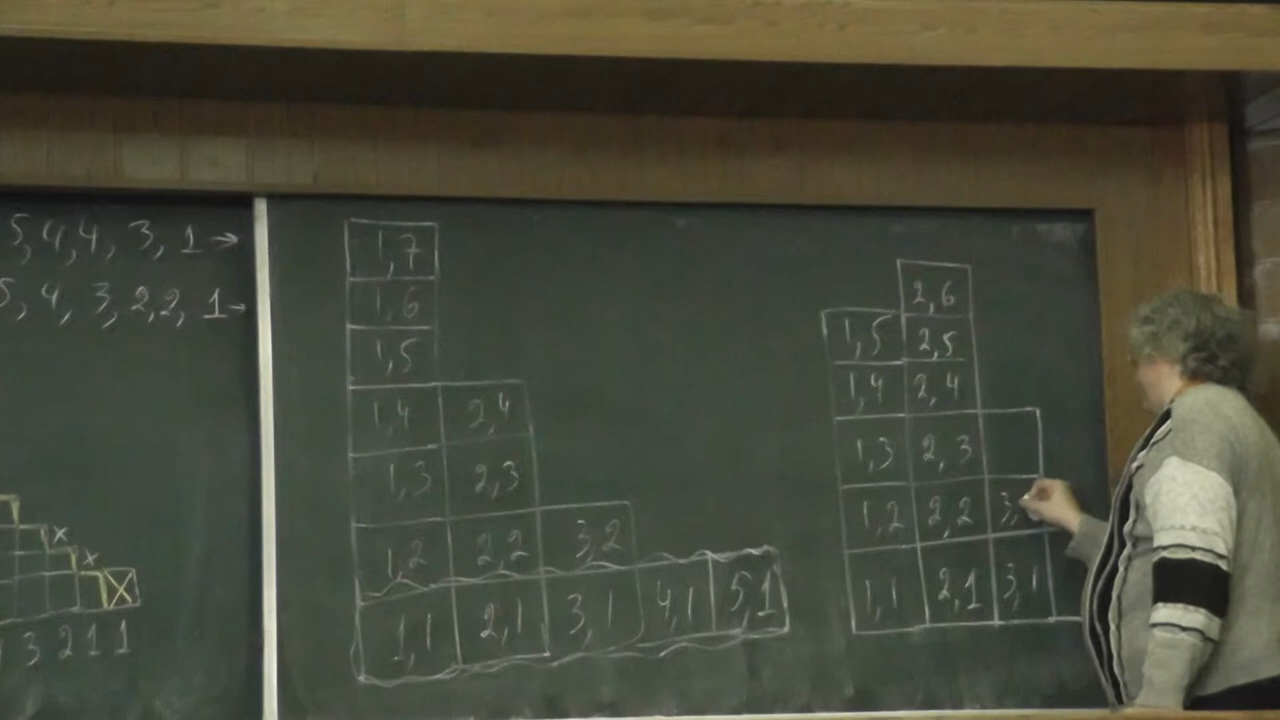 5,4,4, 3, 1 →
5, 4, 3, 2,2, 1→
1,7
1,6
1,5
1,4 2,4
1,3 2,3
1,2 2,2 3,2
1,1 2,1 3,1 4,1 5,1
2,6
1,5 2,5
1,4 2,4
1,3 2,3
1,2 2,2 3,
1,1 2,1 3,1
x
x
X
3 2 1 1